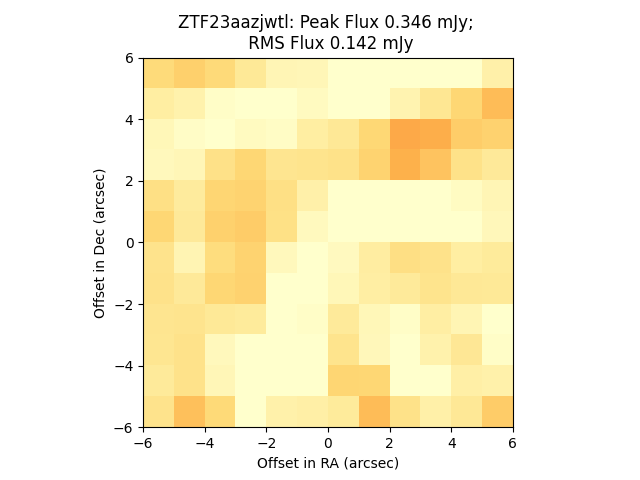 ZTF23aazjwtl: Peak Flux 0.346 mJy;
RMS Flux 0.142 mJy
6
4
2
0
−2
−4
−6
Offset in Dec (arcsec)
−6 −4 −2 0 2 4 6
Offset in RA (arcsec)